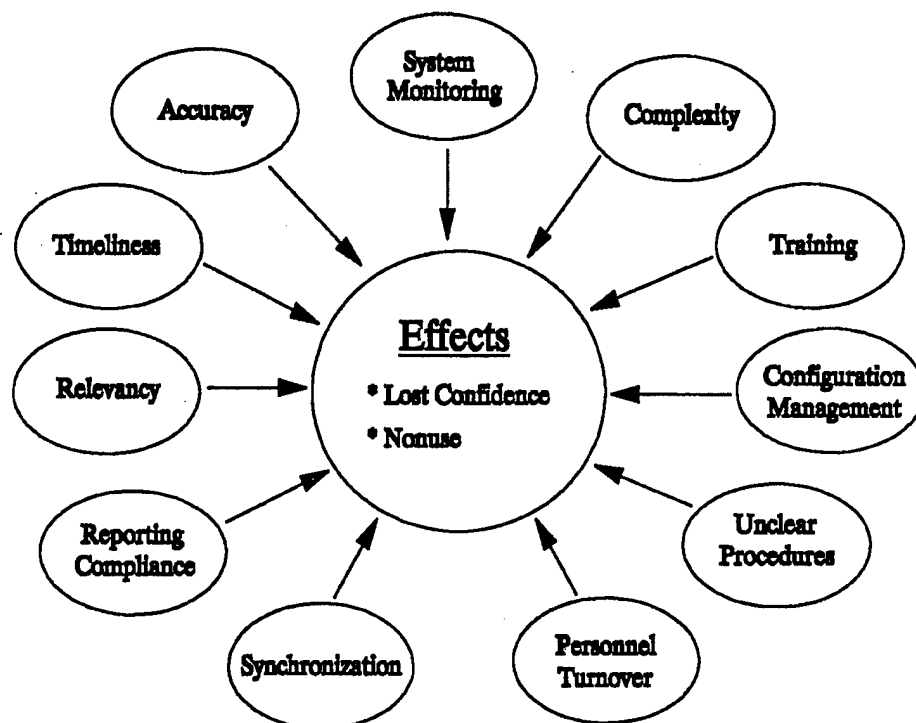 System
Monitoring
Accuracy
Complexity
Timeliness
Training
Effects
* Lost Confidence
* Nonuse
Relevancy
Configuration
Management
Reporting
Compliance
Unclear
Procedures
Synchronization
Personnel
Turnover